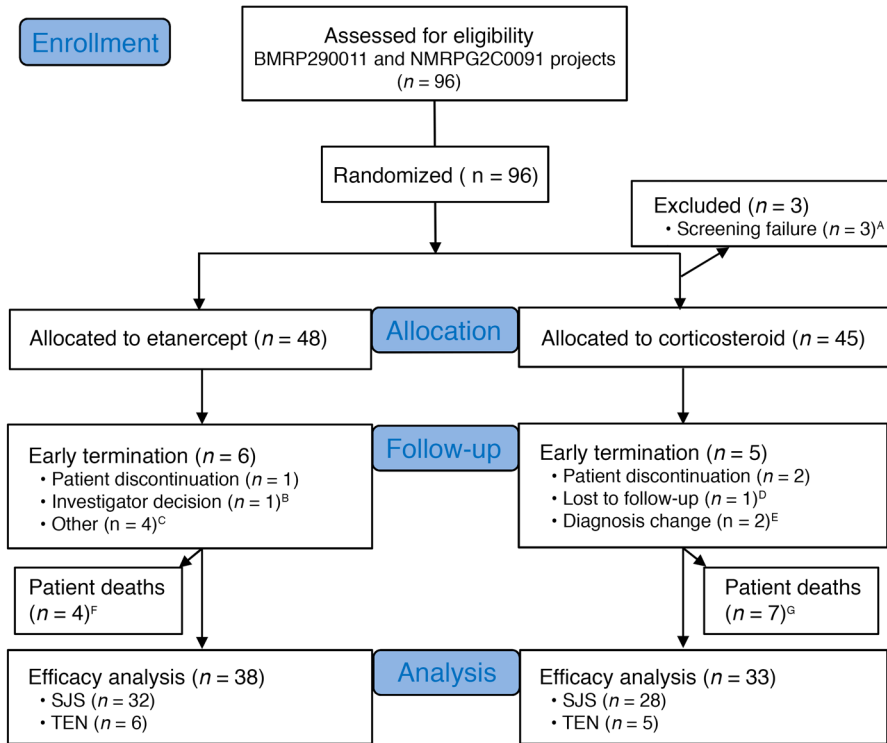 Enrollment
Assessed for eligibility
BMRP290011 and NMRPG2C0091 projects
(n = 96)
Randomized ( n = 96)
Excluded (n = 3)
• Screening failure (n = 3)A
Allocation
Allocated to etanercept (n = 48)
Allocated to corticosteroid (n = 45)
Follow-up
Early termination (n = 6)
• Patient discontinuation (n = 1)
• Investigator decision (n = 1)B
• Other (n = 4)C
Early termination (n = 5)
• Patient discontinuation (n = 2)
• Lost to follow-up (n = 1)D
• Diagnosis change (n = 2)E
Patient deaths
(n = 4)F
Patient deaths
(n = 7)G
Analysis
Efficacy analysis (n = 38)
• SJS (n = 32)
• TEN (n = 6)
Efficacy analysis (n = 33)
• SJS (n = 28)
• TEN (n = 5)